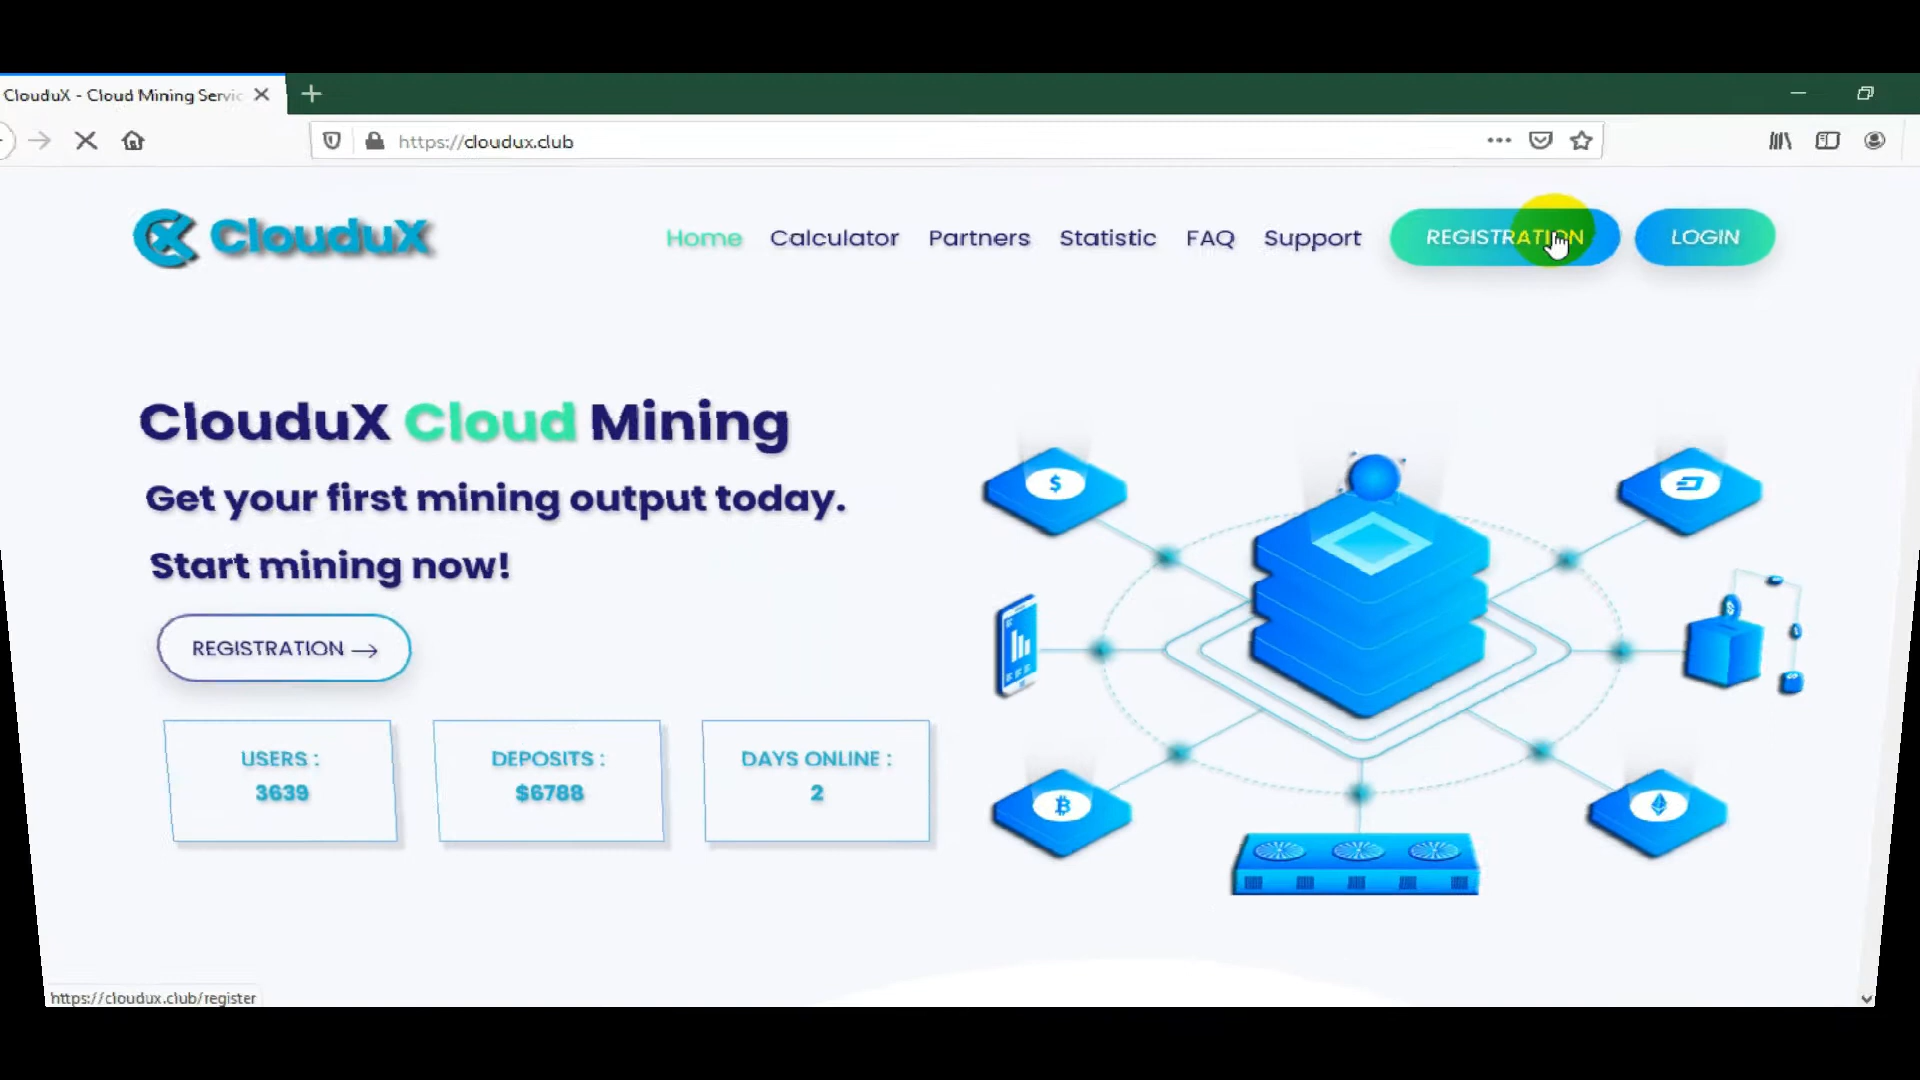 ClouduX - Cloud Mining Servic
https://cloudux.club
ClouduX
Home Calculator Partners Statistic FAQ Support REGISTRATION LOGIN
ClouduX Cloud Mining
Get your first mining output today.
Start mining now!
REGISTRATION →
USERS :
3639
DEPOSITS :
$6788
DAYS ONLINE :
2
https://cloudux.club/register